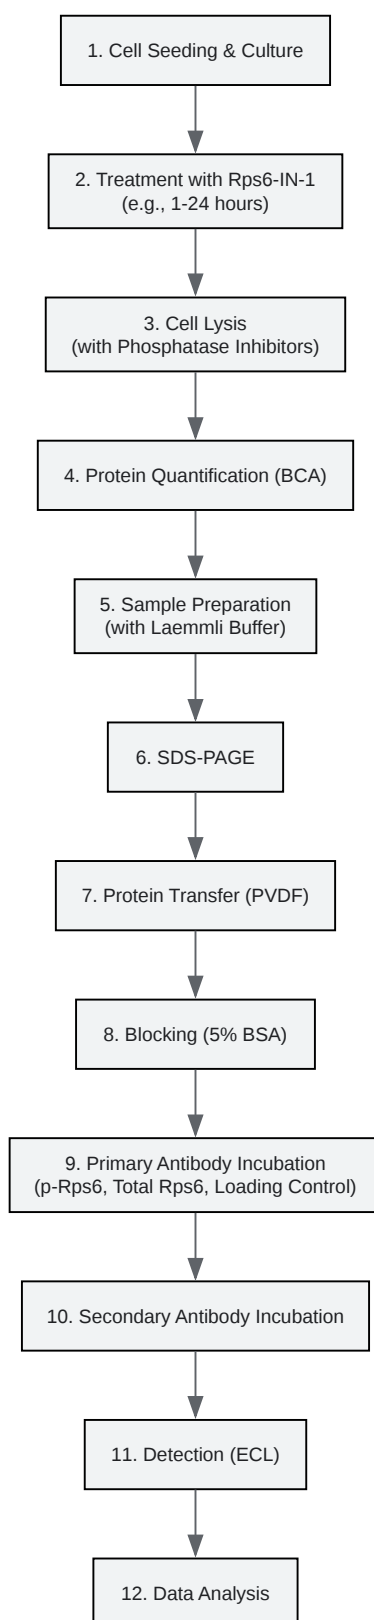 1. Cell Seeding & Culture
2. Treatment with Rps6-IN-1
(e.g., 1-24 hours)
3. Cell Lysis
(with Phosphatase Inhibitors)
4. Protein Quantification (BCA)
5. Sample Preparation
(with Laemmli Buffer)
6. SDS-PAGE
7. Protein Transfer (PVDF)
8. Blocking (5% BSA)
9. Primary Antibody Incubation
(p-Rps6, Total Rps6, Loading Control)
10. Secondary Antibody Incubation
11. Detection (ECL)
12. Data Analysis